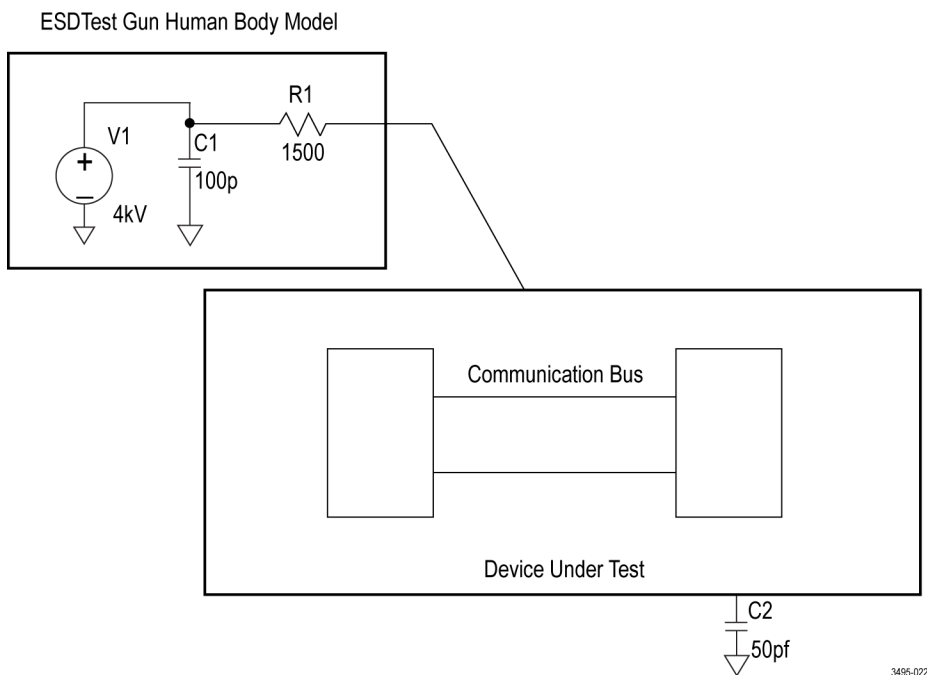 ESDTest Gun Human Body Model
R1
V1
C1
1500
100p
4kV
Communication Bus
Device Under Test
C2
50pf
3495-022